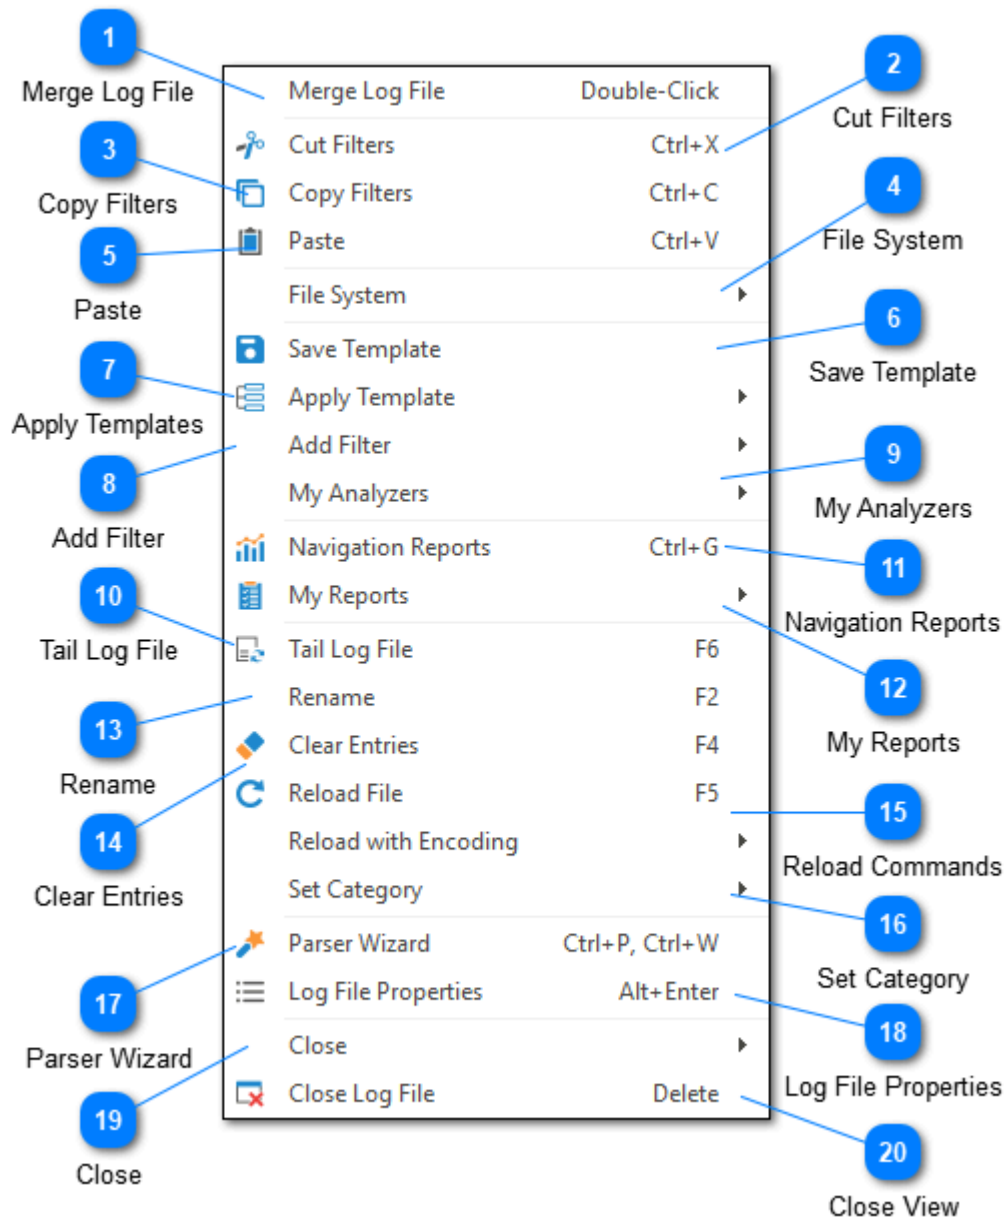 1
Merge Log File
2
Cut Filters
3
Copy Filters
4
File System
5
Paste
6
Save Template
7
Apply Templates
8
Add Filter
9
My Analyzers
10
Tail Log File
11
Navigation Reports
12
My Reports
13
Rename
14
Clear Entries
15
Reload Commands
16
Set Category
17
Parser Wizard
18
Log File Properties
19
Close
20
Close View
Merge Log File Double-Click
Cut Filters Ctrl+X
Copy Filters Ctrl+C
Paste Ctrl+V
File System
Save Template
Apply Template
Add Filter
My Analyzers
Navigation Reports Ctrl+G
My Reports
Tail Log File F6
Rename F2
Clear Entries F4
Reload File F5
Reload with Encoding
Set Category
Parser Wizard Ctrl+P, Ctrl+W
Log File Properties Alt+Enter
Close
Close Log File Delete